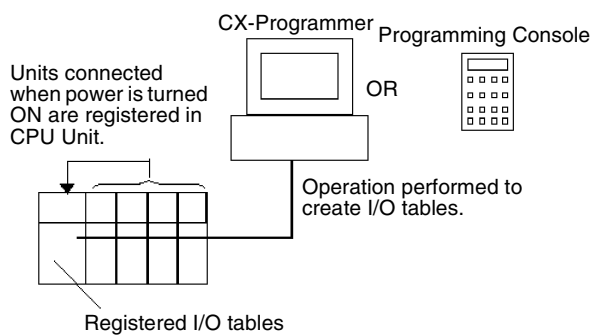 CX-Programmer
Programming Console
OR
Units connected
when power is turned
ON are registered in
CPU Unit.
Operation performed to
create I/O tables.
Registered I/O tables